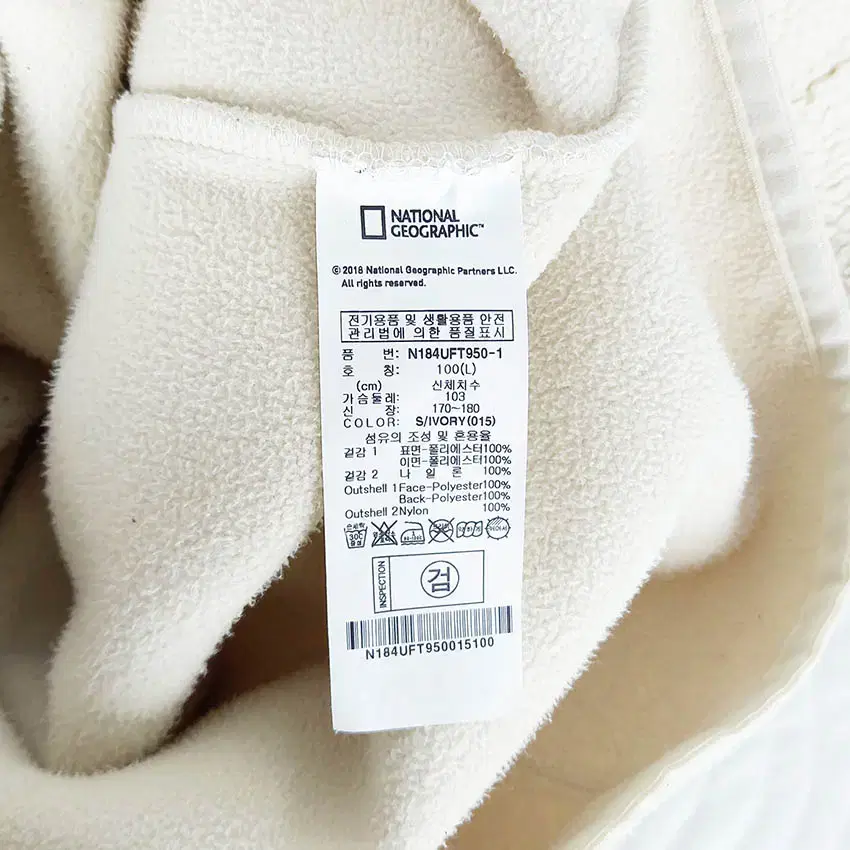 NATIONAL
GEOGRAPHIC™
© 2018 National Geographic Partners LLC.
All rights reserved.
전기용품 및 생활용품 안전
관리법에 의한 품질표시
품 번: N184UFT950-1
호 칭: 100(L)
(cm) 신체치수
가슴둘레: 103
신 장: 170~180
COLOR: S/IVORY(015)
섬유의 조성 및 혼용율
겉감 1 표면-폴리에스터100%
이면-폴리에스터100%
겉감 2 나 일 론 100%
Outshell 1 Face-Polyester100%
Back-Polyester100%
Outshell 2 Nylon 100%
INSPECTION
검
N184UFT950015100